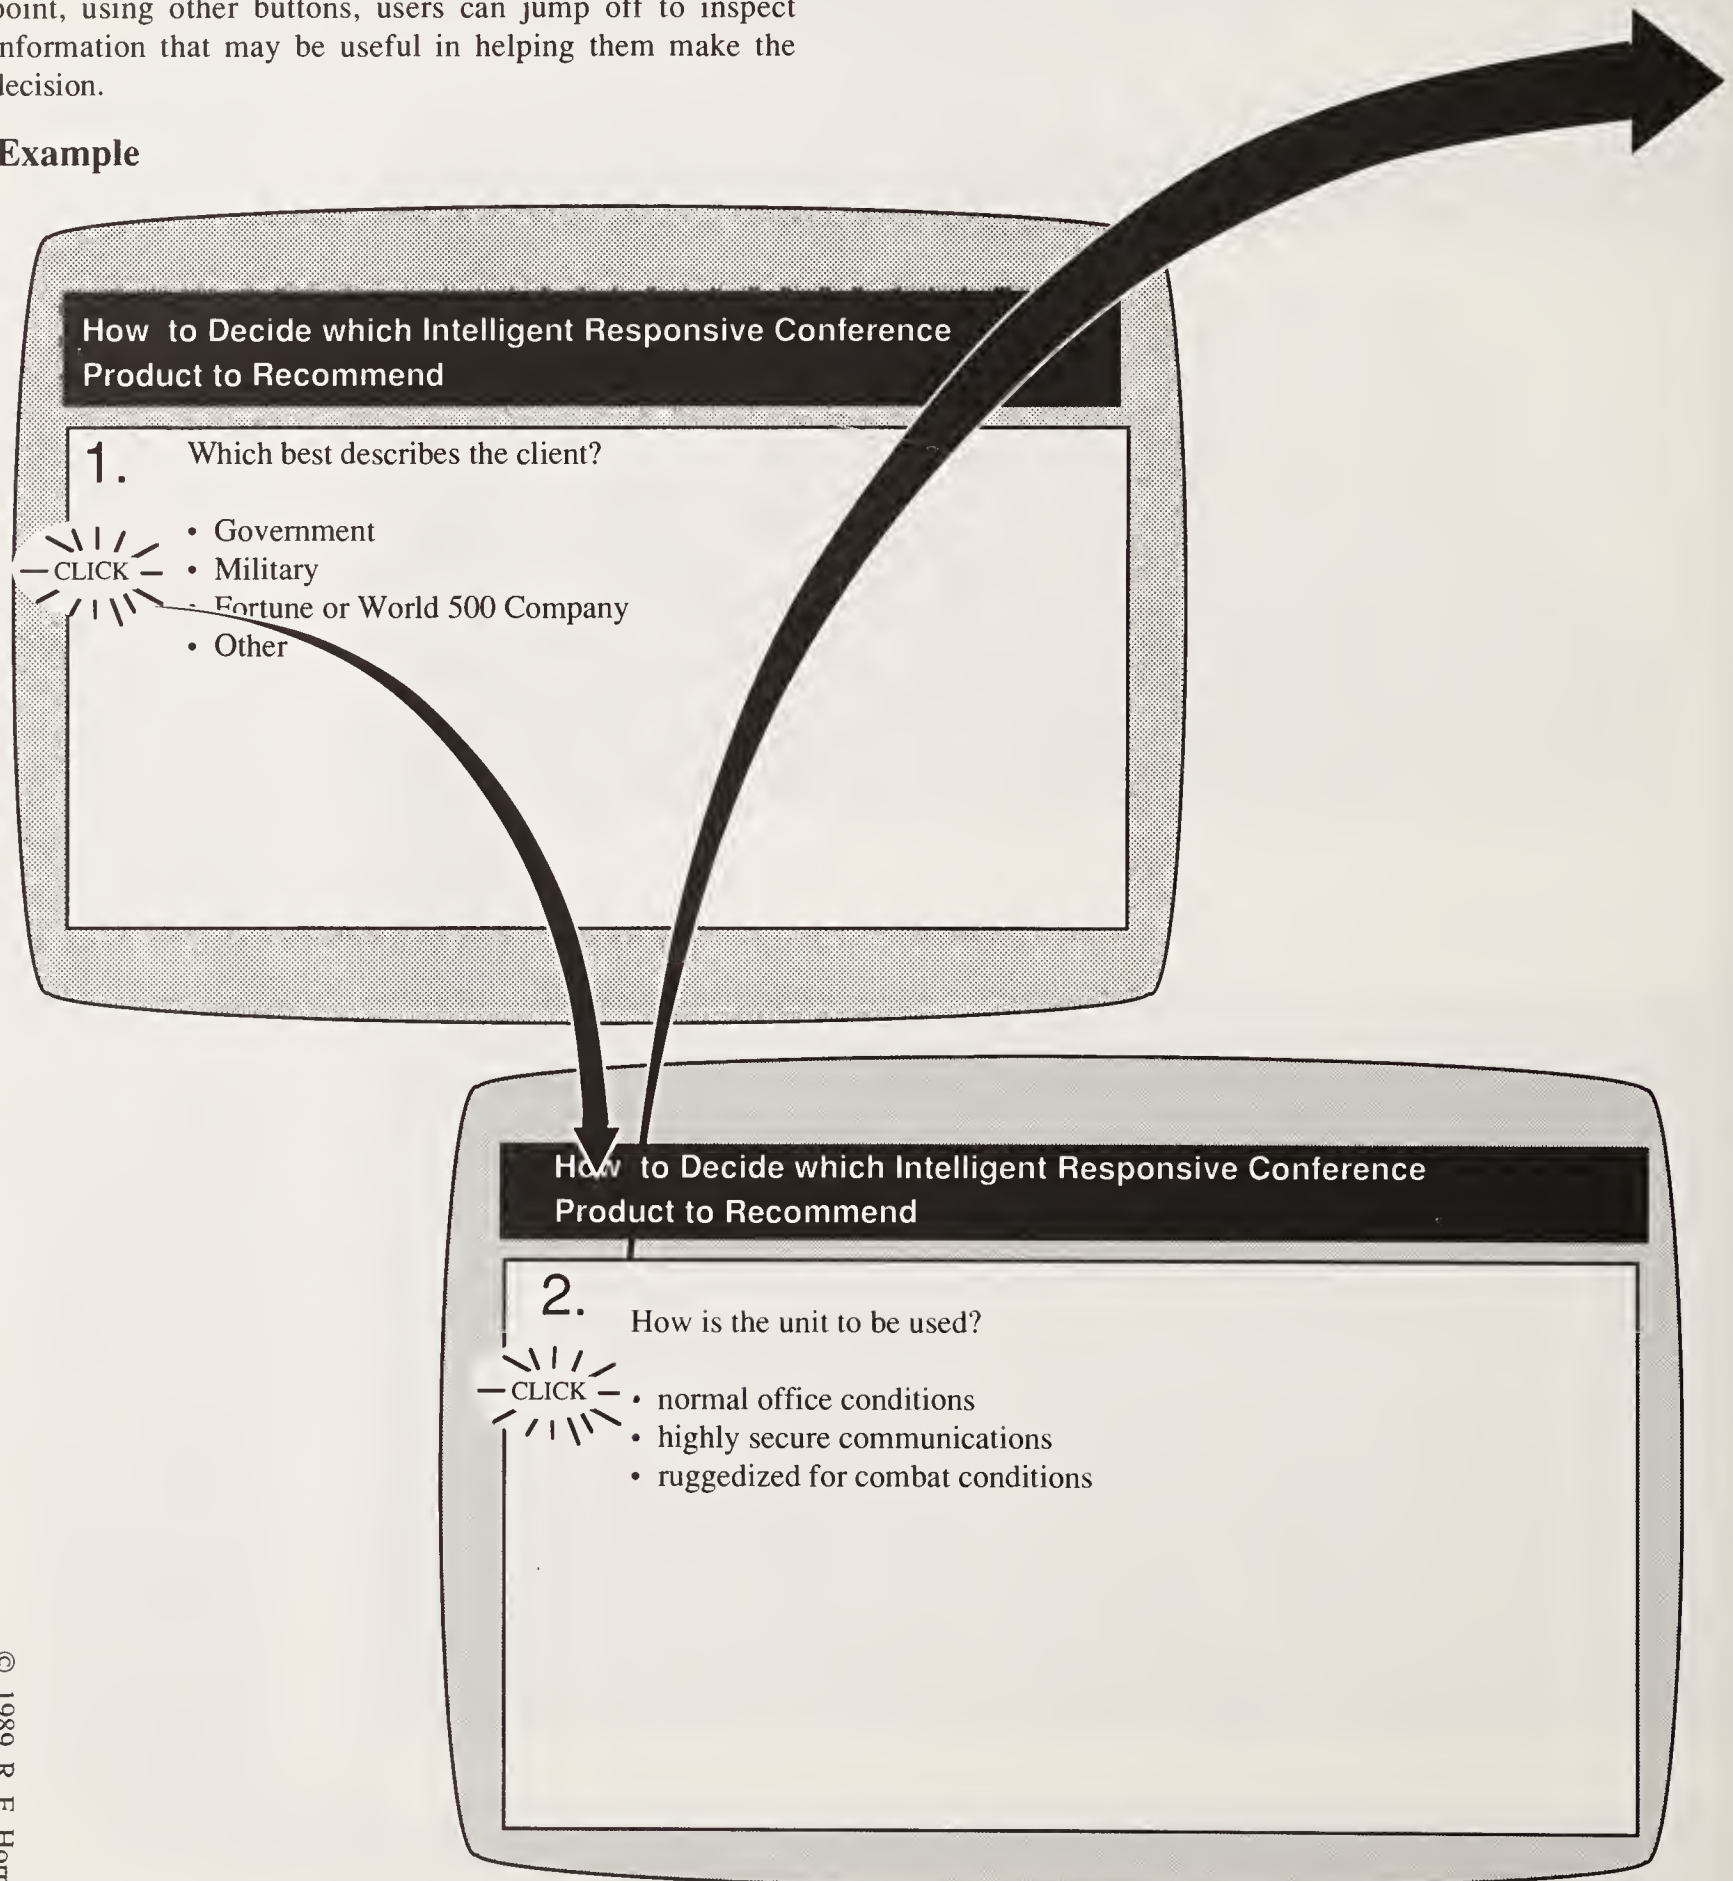 point, using other buttons, users can jump off to inspect
information that may be useful in helping them make the
decision.
Example
How to Decide which Intelligent Responsive Conference
Product to Recommend
1. Which best describes the client?
• Government
CLICK • Military
• Fortune or World 500 Company
• Other
How to Decide which Intelligent Responsive Conference
Product to Recommend
2.
How is the unit to be used?
CLICK • normal office conditions
• highly secure communications
• ruggedized for combat conditions
© 1989 R E Horn